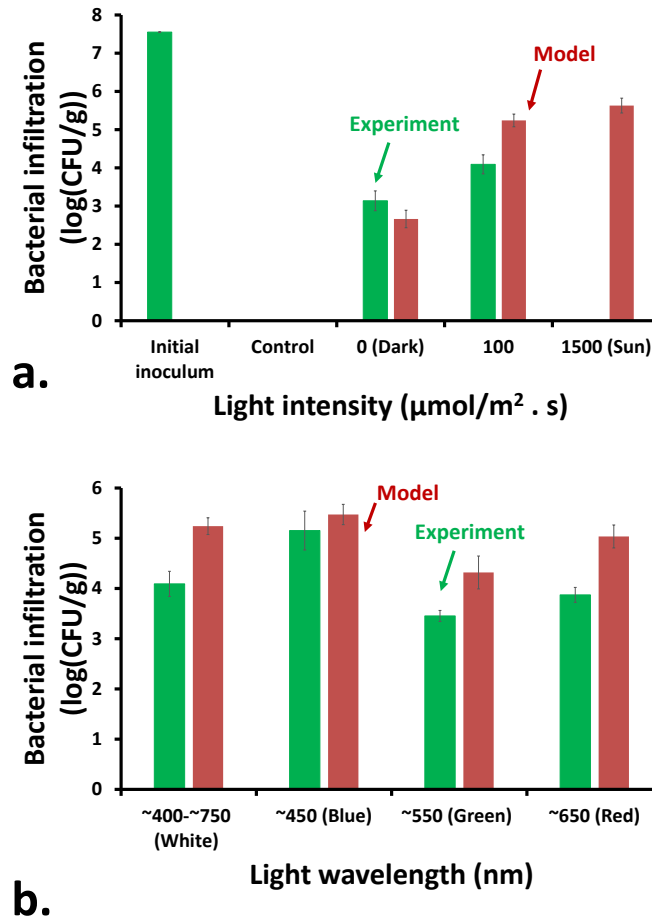 8
7
6
5
4
3
2
1
0
Bacterial infiltration
(log(CFU/g))
Model
Experiment
Initial
inoculum
Control
0 (Dark)
100
1500 (Sun)
a.
Light intensity (µmol/m² . s)
6
5
4
3
2
1
0
Bacterial infiltration
(log(CFU/g))
Model
Experiment
~400-~750
(White)
~450 (Blue)
~550 (Green)
~650 (Red)
Light wavelength (nm)
b.